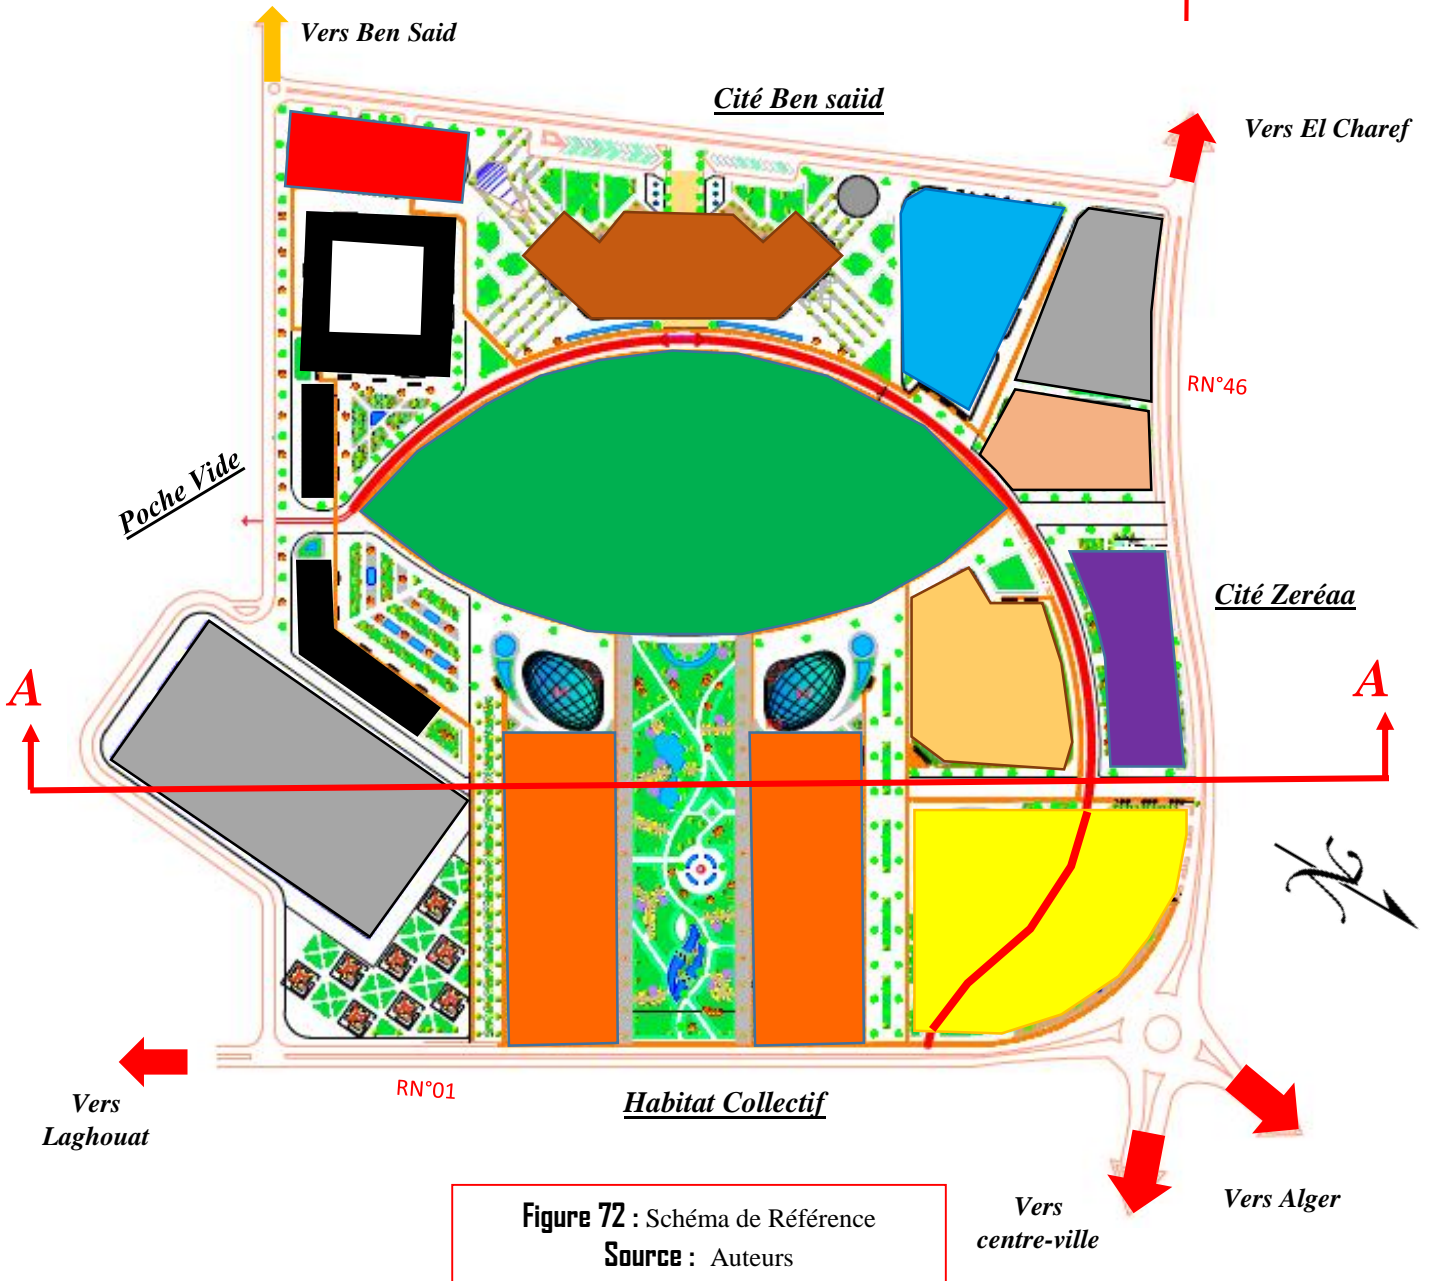 Vers Ben Said
Cité Ben saiid
Vers El Charef
RN°46
Poche Vide
Cité Zeréaa
A
A
RN°01
Vers
Laghouat
Habitat Collectif
Vers
centre-ville
Vers Alger
Figure 72 : Schéma de Référence
Source : Auteurs